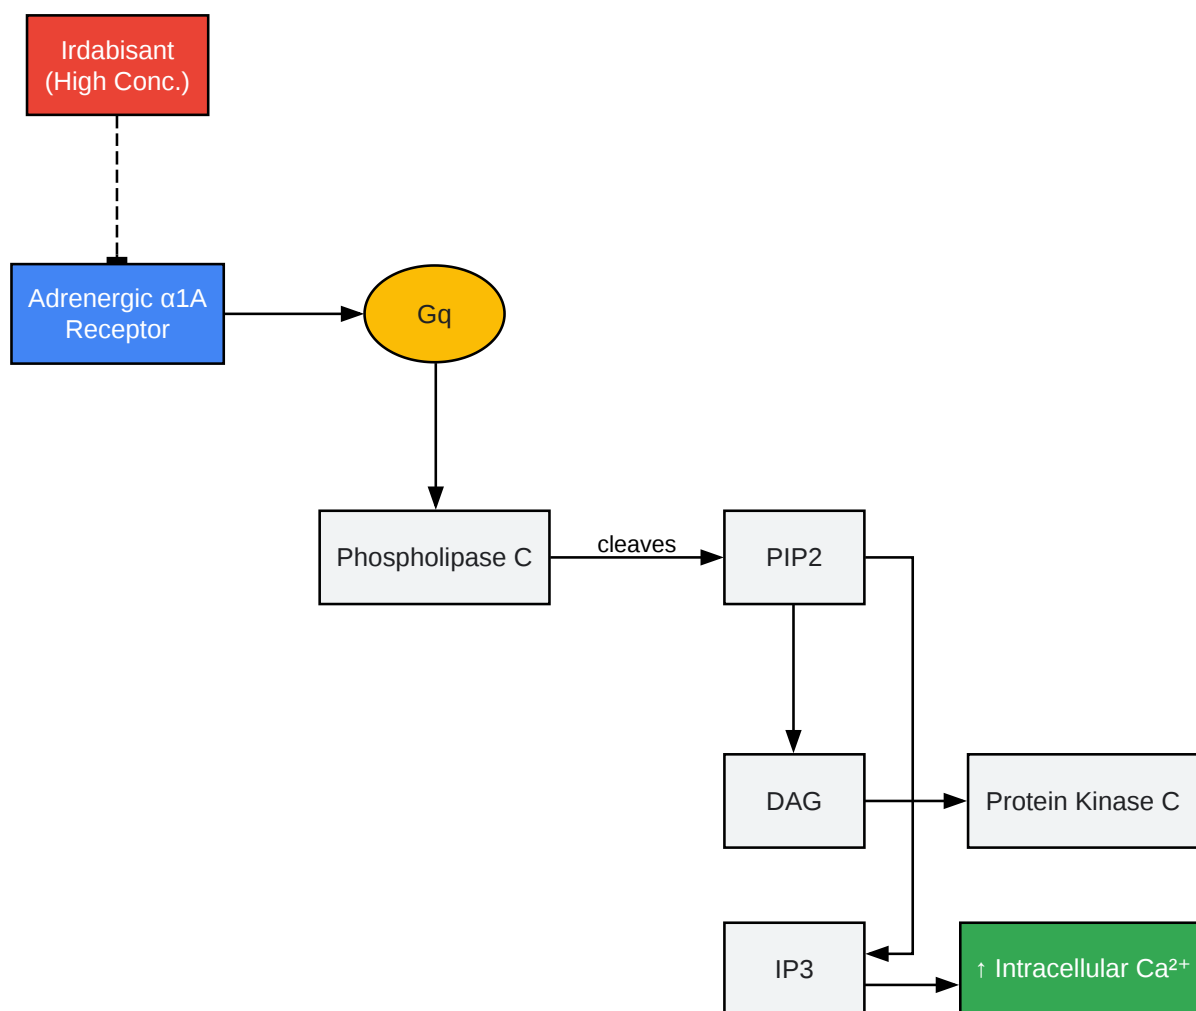 Irdabisant
(High Conc.)
Adrenergic α1A
Receptor
Gq
Phospholipase C
cleaves
PIP2
DAG
Protein Kinase C
IP3
↑ Intracellular Ca²⁺